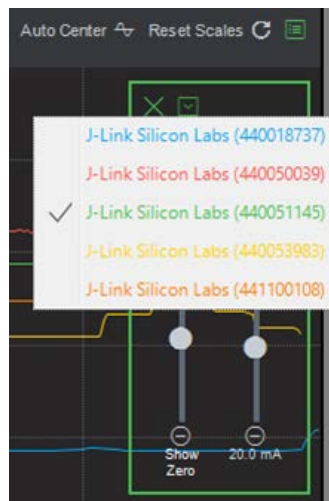 Auto Center Reset Scales
J-Link Silicon Labs (440018737)
J-Link Silicon Labs (440050039)
J-Link Silicon Labs (440051145)
J-Link Silicon Labs (440053983)
J-Link Silicon Labs (441100108)
Show 20.0 mA
Zero